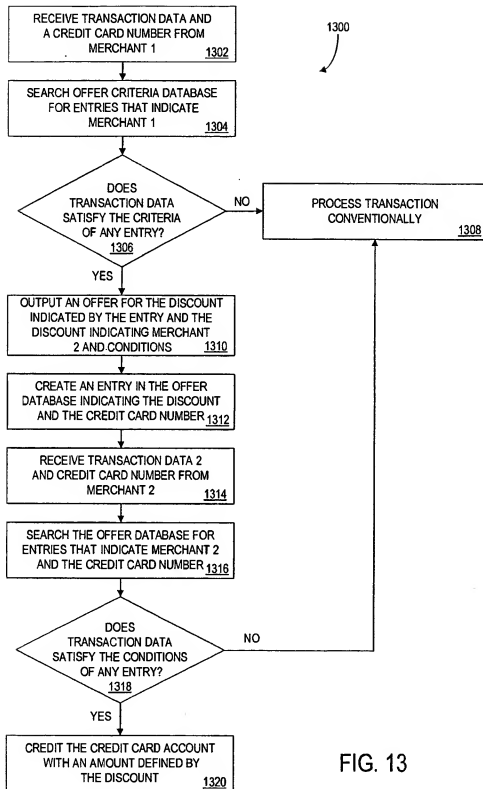 RECEIVE TRANSACTION DATA AND
A CREDIT CARD NUMBER FROM
MERCHANT 1
1302
1300
SEARCH OFFER CRITERIA DATABASE
FOR ENTRIES THAT INDICATE
MERCHANT 1
1304
DOES
TRANSACTION DATA
SATISFY THE CRITERIA
OF ANY ENTRY?
1306
NO
PROCESS TRANSACTION
CONVENTIONALLY
1308
YES
OUTPUT AN OFFER FOR THE DISCOUNT
INDICATED BY THE ENTRY AND THE
DISCOUNT INDICATING MERCHANT
2 AND CONDITIONS
1310
CREATE AN ENTRY IN THE OFFER
DATABASE INDICATING THE DISCOUNT
AND THE CREDIT CARD NUMBER
1312
RECEIVE TRANSACTION DATA 2
AND CREDIT CARD NUMBER FROM
MERCHANT 2
1314
SEARCH THE OFFER DATABASE FOR
ENTRIES THAT INDICATE MERCHANT 2
AND THE CREDIT CARD NUMBER
1316
DOES
TRANSACTION DATA
SATISFY THE CONDITIONS
OF ANY ENTRY?
1318
NO
YES
CREDIT THE CREDIT CARD ACCOUNT
WITH AN AMOUNT DEFINED BY
THE DISCOUNT
1320
FIG. 13